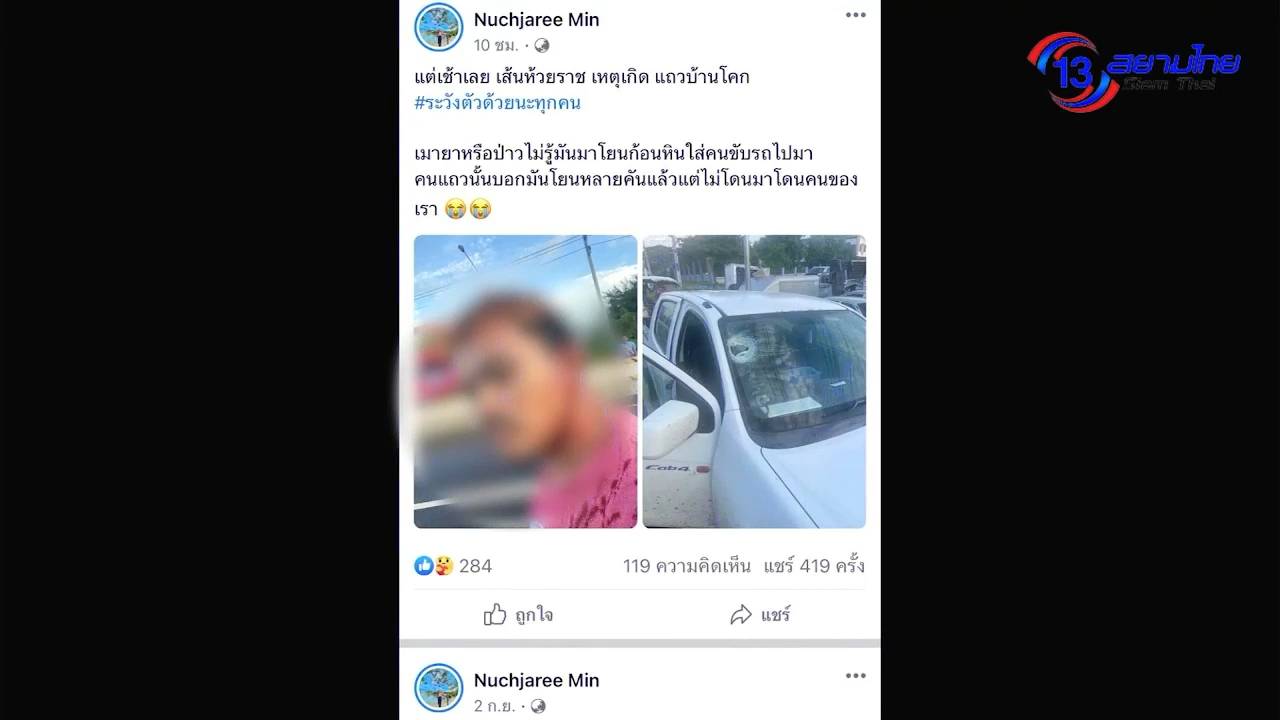 Nuchjaree Min
10 ชม. ·
แต่เช้าเลย เส้นห้วยราช เหตุเกิด แถวบ้านโคก
#ระวังตัวด้วยนะทุกคน
เมายาหรือป่าวไม่รู้มันมาโยนก้อนหินใส่คนขับรถไปมา
คนแถวนั้นบอกมันโยนหลายคันแล้วแต่ไม่โดนมาโดนคนของ
เรา 😭😭
13 สยามไทย
Siam Thai
Cab4
284
119 ความคิดเห็น แชร์ 419 ครั้ง
ถูกใจ
แชร์
Nuchjaree Min
2 ก.ย. ·